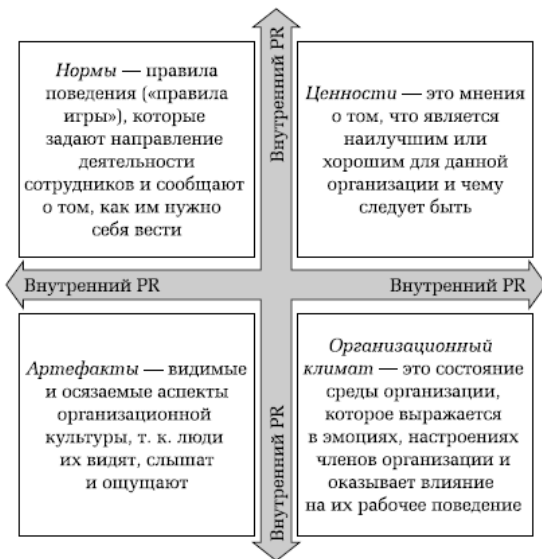 Нормы — правила
поведения («правила
игры»), которые
задают направление
деятельности
сотрудников и сообщают
о том, как им нужно
себя вести
Внутренний PR
Ценности — это мнения
о том, что является
наилучшим или
хорошим для данной
организации и чему
следует быть
Внутренний PR
Внутренний PR
Артефакты — видимые
и осязаемые аспекты
организационной
культуры, т. к. люди
их видят, слышат
и ощущают
Внутренний PR
Организационный
климат — это состояние
среды организации,
которое выражается
в эмоциях, настроениях
членов организации и
оказывает влияние
на их рабочее поведение